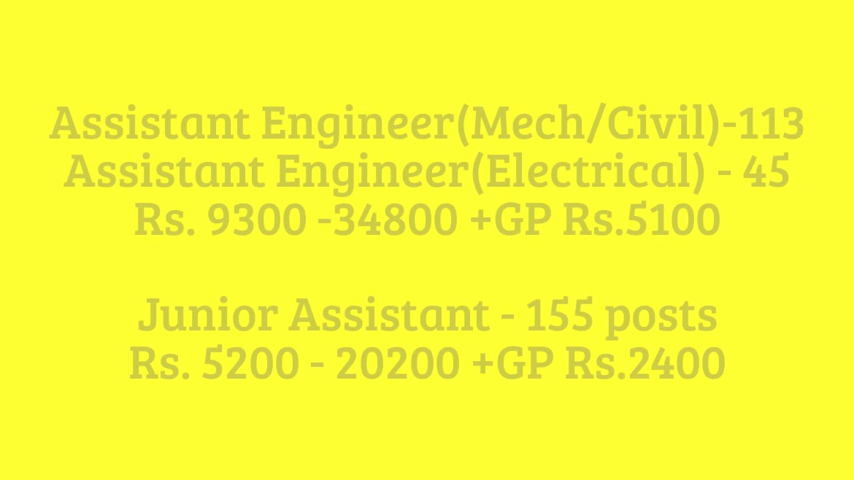 Assistant Engineer(Mech/Civil)-113
Assistant Engineer(Electrical) - 45
Rs. 9300 -34800 +GP Rs.5100
Junior Assistant - 155 posts
Rs. 5200 - 20200 +GP Rs.2400